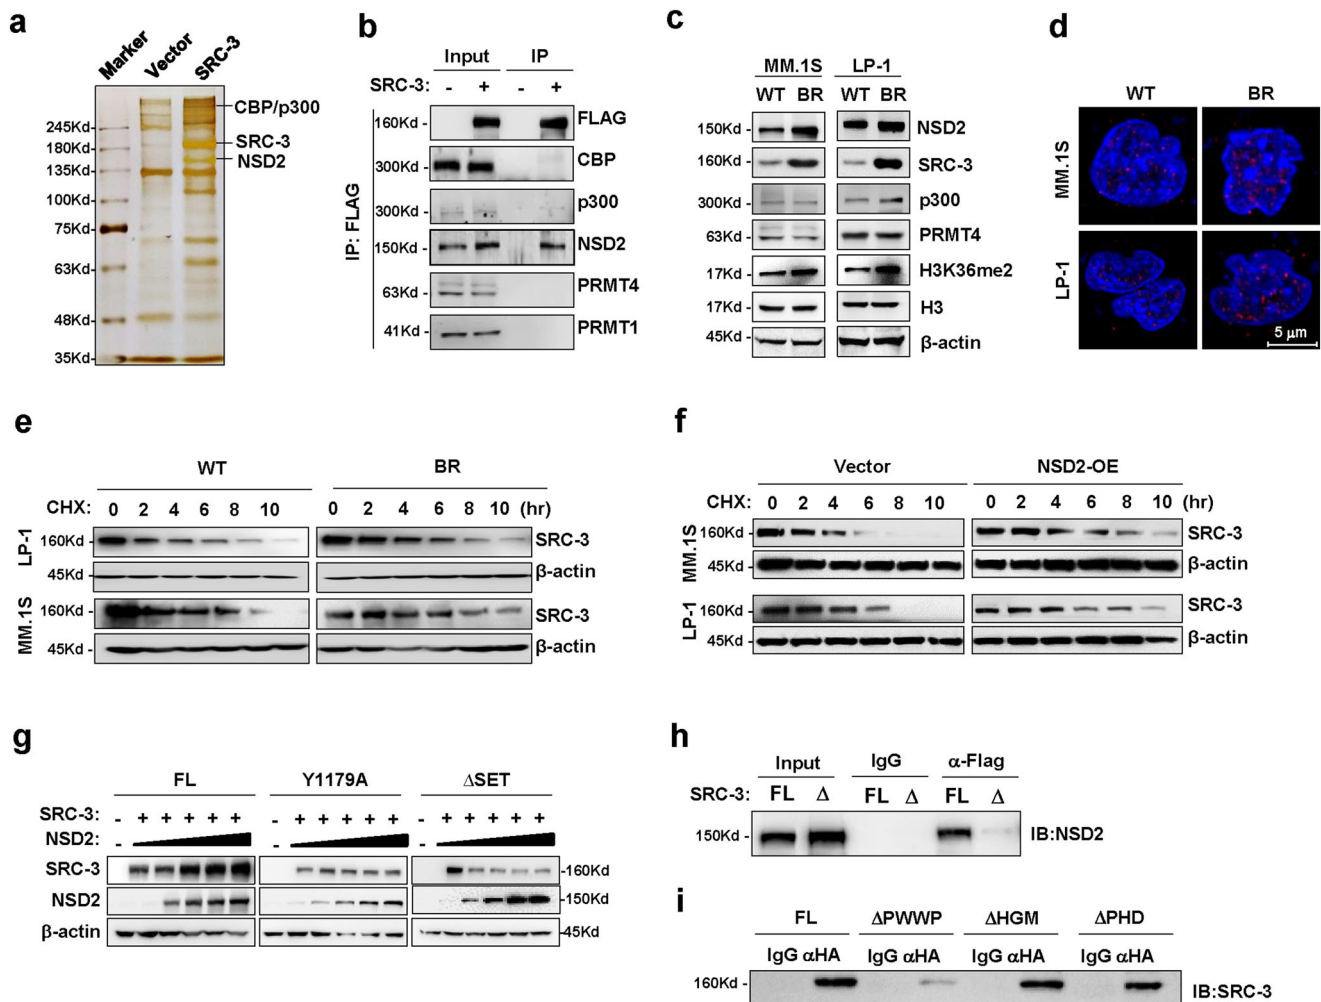 a
Marker
Vector
SRC-3
245Kd
180Kd
135Kd
100Kd
75Kd
63Kd
48Kd
35Kd
CBP/p300
SRC-3
NSD2
b
Input IP
SRC-3: - + - +
IP: FLAG
160Kd FLAG
300Kd CBP
300Kd p300
150Kd NSD2
63Kd PRMT4
41Kd PRMT1
c
MM.1S LP-1
WT BR WT BR
150Kd NSD2
160Kd SRC-3
300Kd p300
63Kd PRMT4
17Kd H3K36me2
17Kd H3
45Kd β-actin
d
WT BR
MM.1S
LP-1
5 μm
e
WT BR
CHX: 0 2 4 6 8 10 0 2 4 6 8 10 (hr)
LP-1
160Kd SRC-3
45Kd β-actin
MM.1S
160Kd SRC-3
45Kd β-actin
f
Vector NSD2-OE
CHX: 0 2 4 6 8 10 0 2 4 6 8 10 (hr)
MM.1S
160Kd SRC-3
45Kd β-actin
LP-1
160Kd SRC-3
45Kd β-actin
g
FL Y1179A ΔSET
SRC-3: - + + + + + - + + + + + - + + + + +
NSD2: - - -
SRC-3 -160Kd
NSD2 -150Kd
β-actin -45Kd
h
Input IgG α-Flag
SRC-3: FL Δ FL Δ FL Δ
150Kd - IB:NSD2
i
FL ΔPWWP ΔHGM ΔPHD
IgG αHA IgG αHA IgG αHA IgG αHA
160Kd - IB:SRC-3